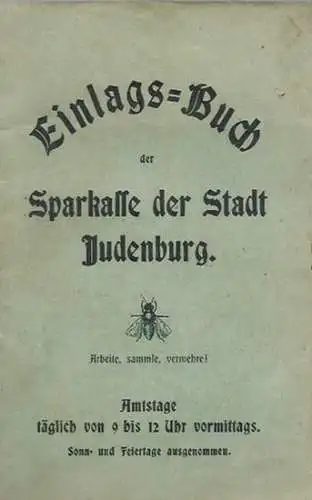 Einlags=Buch
der
Sparkasse der Stadt
Judenburg.
Arbeite, sammle, vermehre!
Amtstage
täglich von 9 bis 12 Uhr vormittags.
Sonn- und Feiertage ausgenommen.